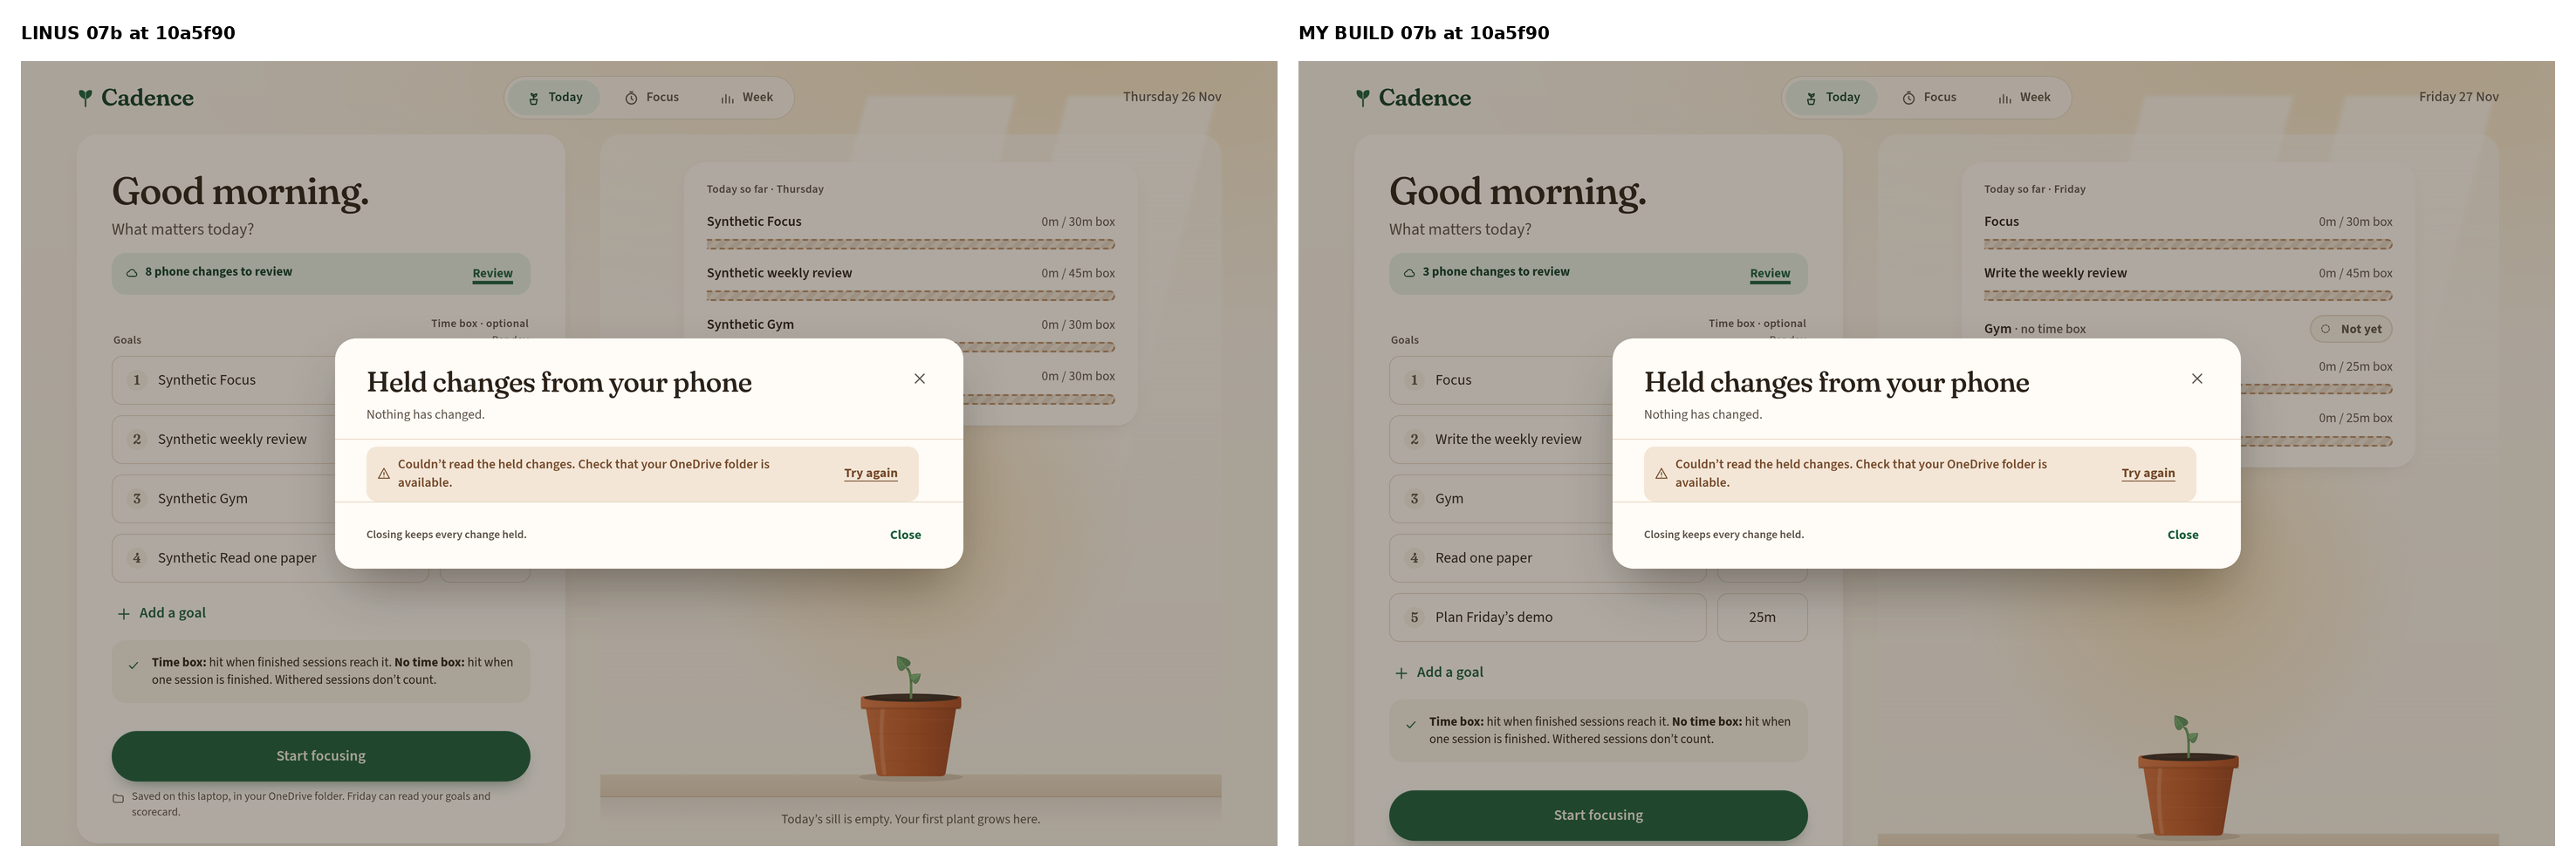 LINUS 07b at 10a5f90
Cadence
Today
Focus
Week
Thursday 26 Nov
Good morning.
What matters today?
8 phone changes to review
Review
Time box · optional
Goals
1 Synthetic Focus
2 Synthetic weekly review
3 Synthetic Gym
4 Synthetic Read one paper
Add a goal
Time box: hit when finished sessions reach it. No time box: hit when
one session is finished. Withered sessions don't count.
Start focusing
Saved on this laptop, in your OneDrive folder. Friday can read your goals and
scorecard.
Today so far · Thursday
Synthetic Focus 0m / 30m box
Synthetic weekly review 0m / 45m box
Synthetic Gym 0m / 30m box
0m / 30m box
Held changes from your phone
Nothing has changed.
Couldn't read the held changes. Check that your OneDrive folder is
available.
Try again
Closing keeps every change held.
Close
Today's sill is empty. Your first plant grows here.
MY BUILD 07b at 10a5f90
Cadence
Today
Focus
Week
Friday 27 Nov
Good morning.
What matters today?
3 phone changes to review
Review
Time box · optional
Goals
1 Focus
2 Write the weekly review
3 Gym
4 Read one paper
5 Plan Friday's demo 25m
Add a goal
Time box: hit when finished sessions reach it. No time box: hit when
one session is finished. Withered sessions don't count.
Start focusing
Today so far · Friday
Focus 0m / 30m box
Write the weekly review 0m / 45m box
Gym · no time box Not yet
0m / 25m box
0m / 25m box
Held changes from your phone
Nothing has changed.
Couldn't read the held changes. Check that your OneDrive folder is
available.
Try again
Closing keeps every change held.
Close